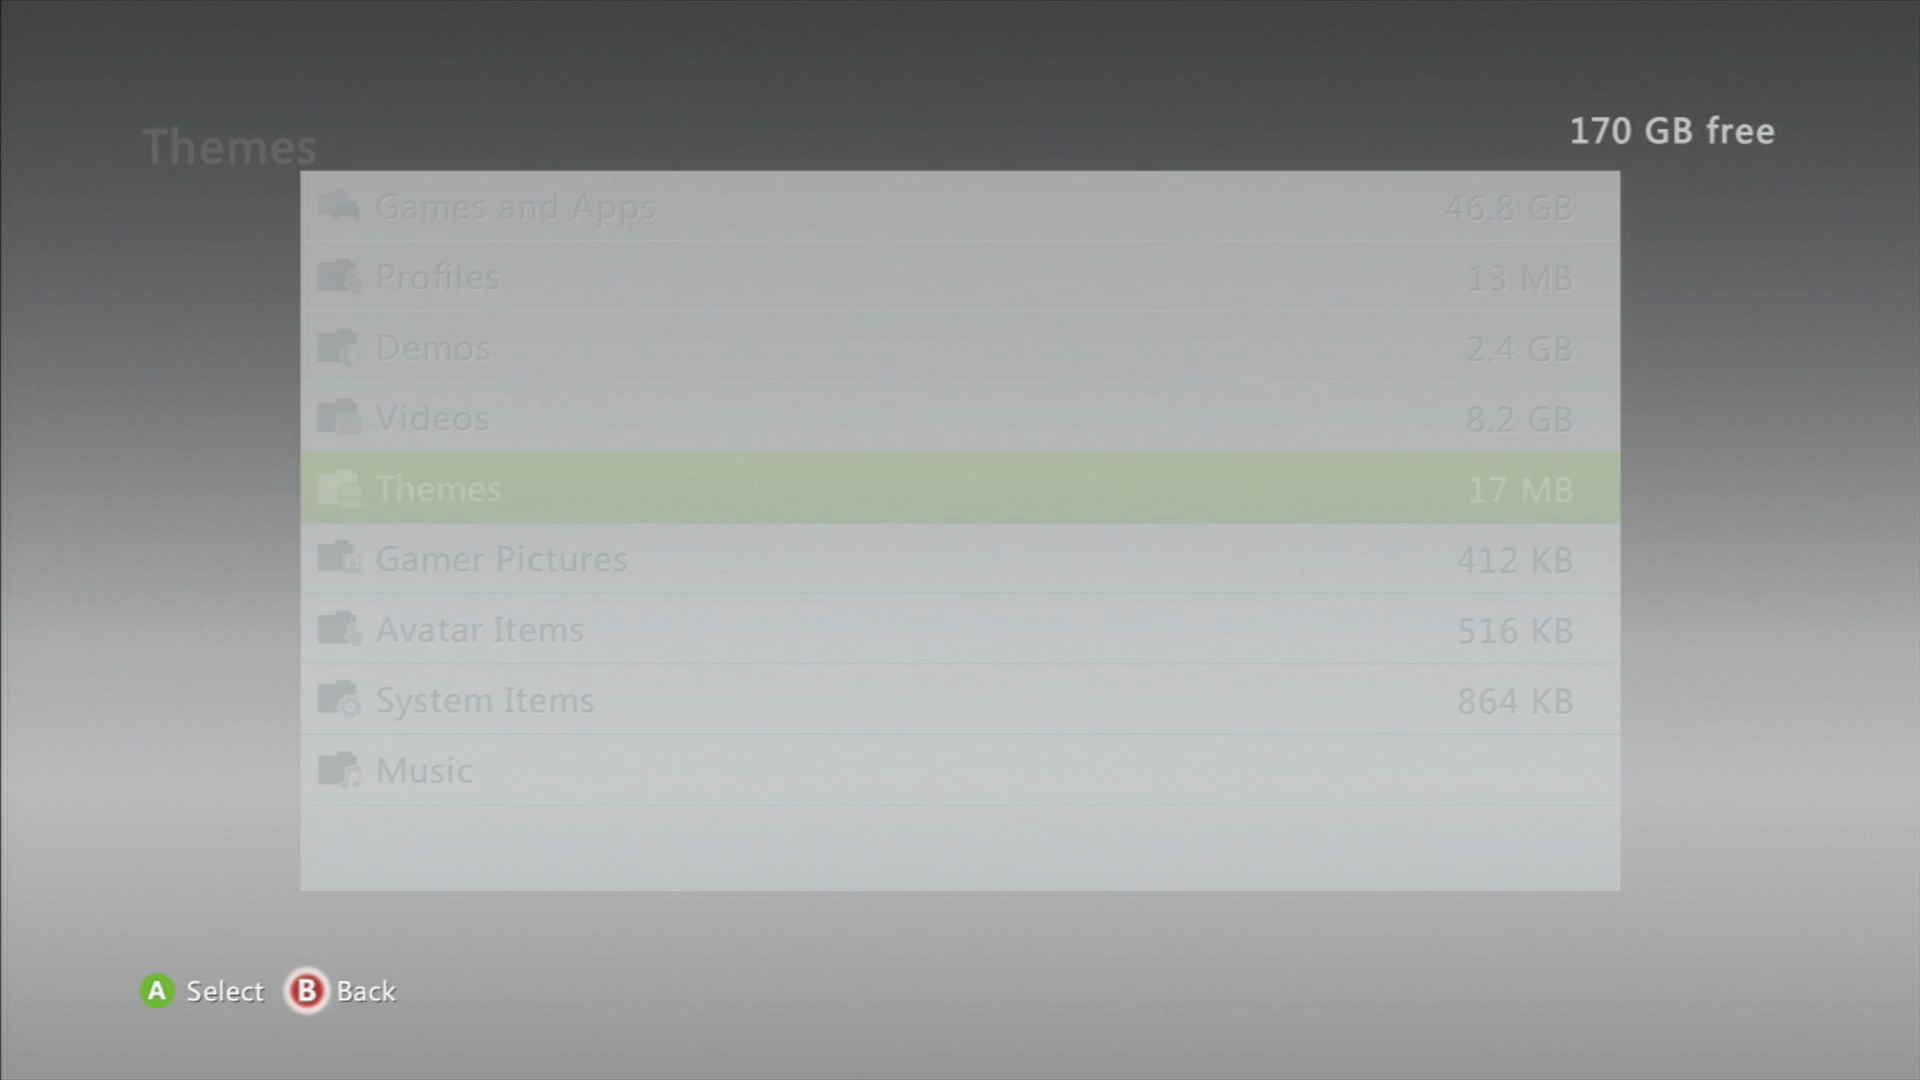 Themes
170 GB free
Games and Apps 46.8 GB
Profiles 13 MB
Demos 2.4 GB
Videos 8.2 GB
Themes 17 MB
Gamer Pictures 412 KB
Avatar Items 516 KB
System Items 864 KB
Music
A Select B Back